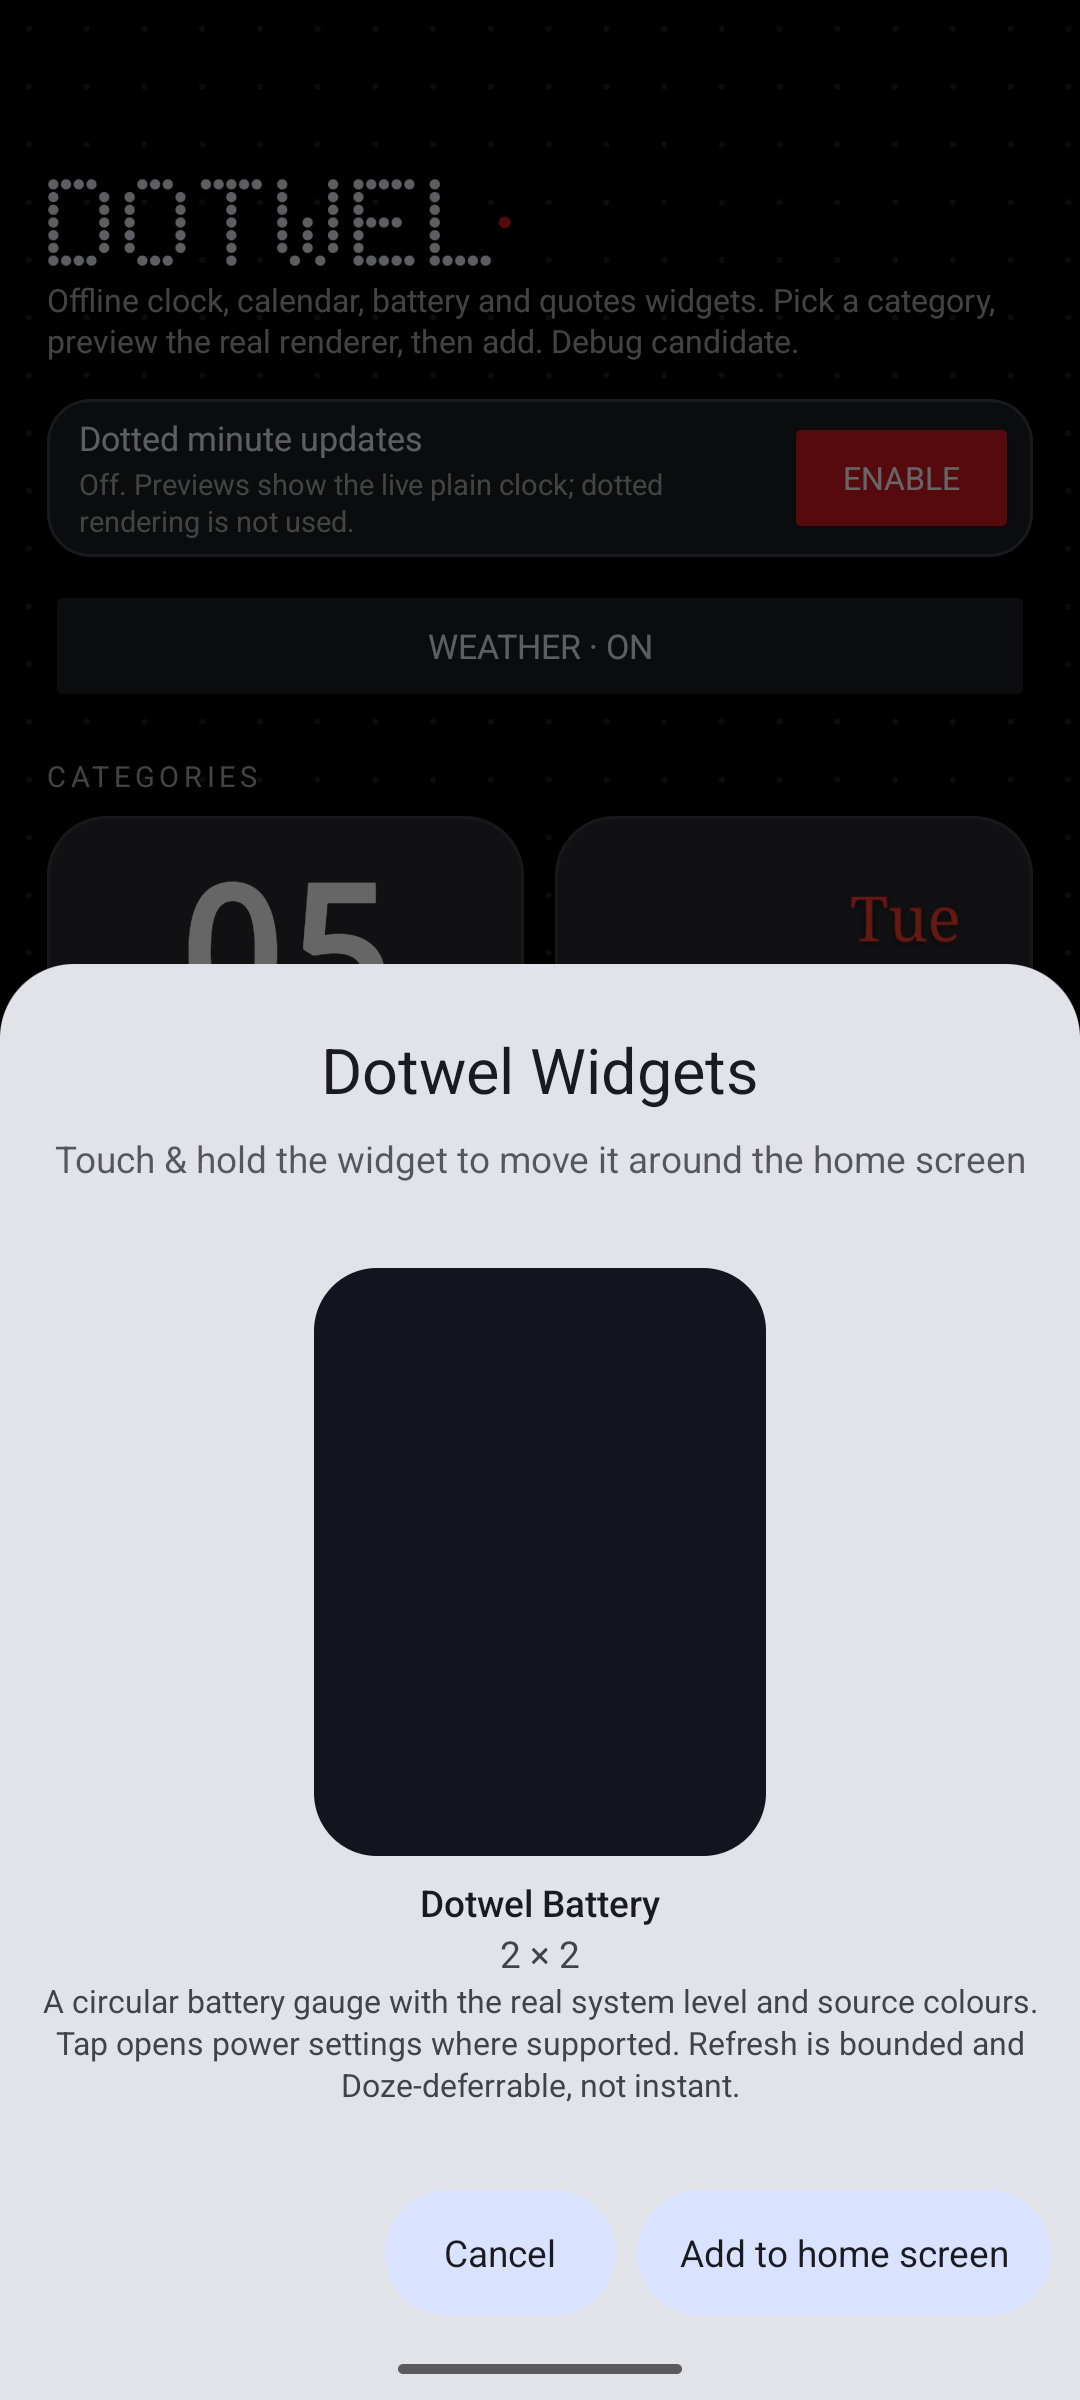 DOTWEL
Offline clock, calendar, battery and quotes widgets. Pick a category,
preview the real renderer, then add. Debug candidate.
Dotted minute updates
Off. Previews show the live plain clock; dotted
rendering is not used.
ENABLE
WEATHER · ON
CATEGORIES
05
Tue
Dotwel Widgets
Touch & hold the widget to move it around the home screen
Dotwel Battery
2 × 2
A circular battery gauge with the real system level and source colours.
Tap opens power settings where supported. Refresh is bounded and
Doze-deferrable, not instant.
Cancel
Add to home screen